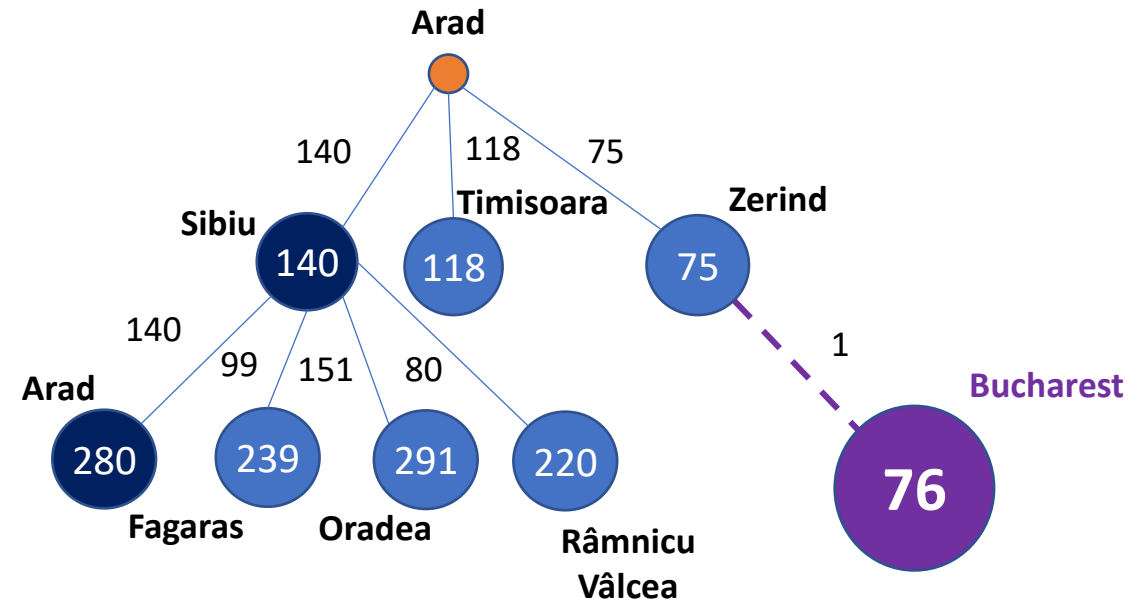 Arad
140
118
75
Sibiu
Timisoara
Zerind
140
118
75
140
99
151
80
1
Arad
Bucharest
280
239
291
220
76
Fagaras
Oradea
Râmnicu
Vâlcea